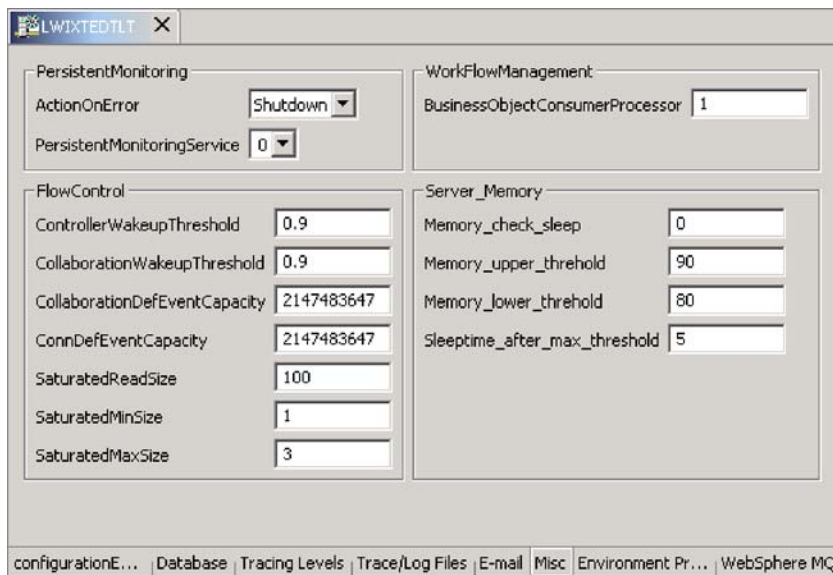 LWIXTEDTLT
PersistentMonitoring
ActionOnError Shutdown
PersistentMonitoringService 0
WorkFlowManagement
BusinessObjectConsumerProcessor 1
FlowControl
ControllerWakeupThreshold 0.9
CollaborationWakeupThreshold 0.9
CollaborationDefEventCapacity 2147483647
ConnDefEventCapacity 2147483647
SaturatedReadSize 100
SaturatedMinSize 1
SaturatedMaxSize 3
Server_Memory
Memory_check_sleep 0
Memory_upper_threhold 90
Memory_lower_threhold 80
Sleeptime_after_max_threshold 5
configurationE... Database Tracing Levels Trace/Log Files E-mail Misc Environment Pr... WebSphere MQ